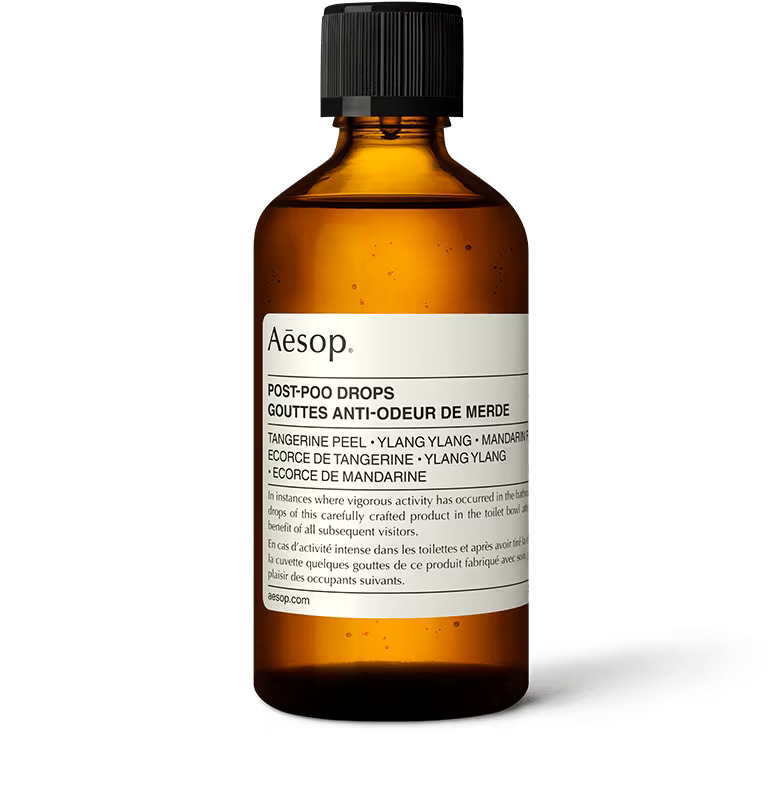 Aēsop®
POST-POO DROPS
GOUTTES ANTI-ODEUR DE MERDE
TANGERINE PEEL • YLANG YLANG • MANDARIN
ECORCE DE TANGERINE • YLANG YLANG
• ECORCE DE MANDARINE
In instances where vigorous activity has occurred in the
drops of this carefully crafted product in the toilet bowl
benefit of all subsequent visitors.
En cas d'activité intense dans les toilettes et après avoir tiré
la cuvette quelques gouttes de ce produit fabriqué avec soin,
plaisir des occupants suivants.
aesop.com